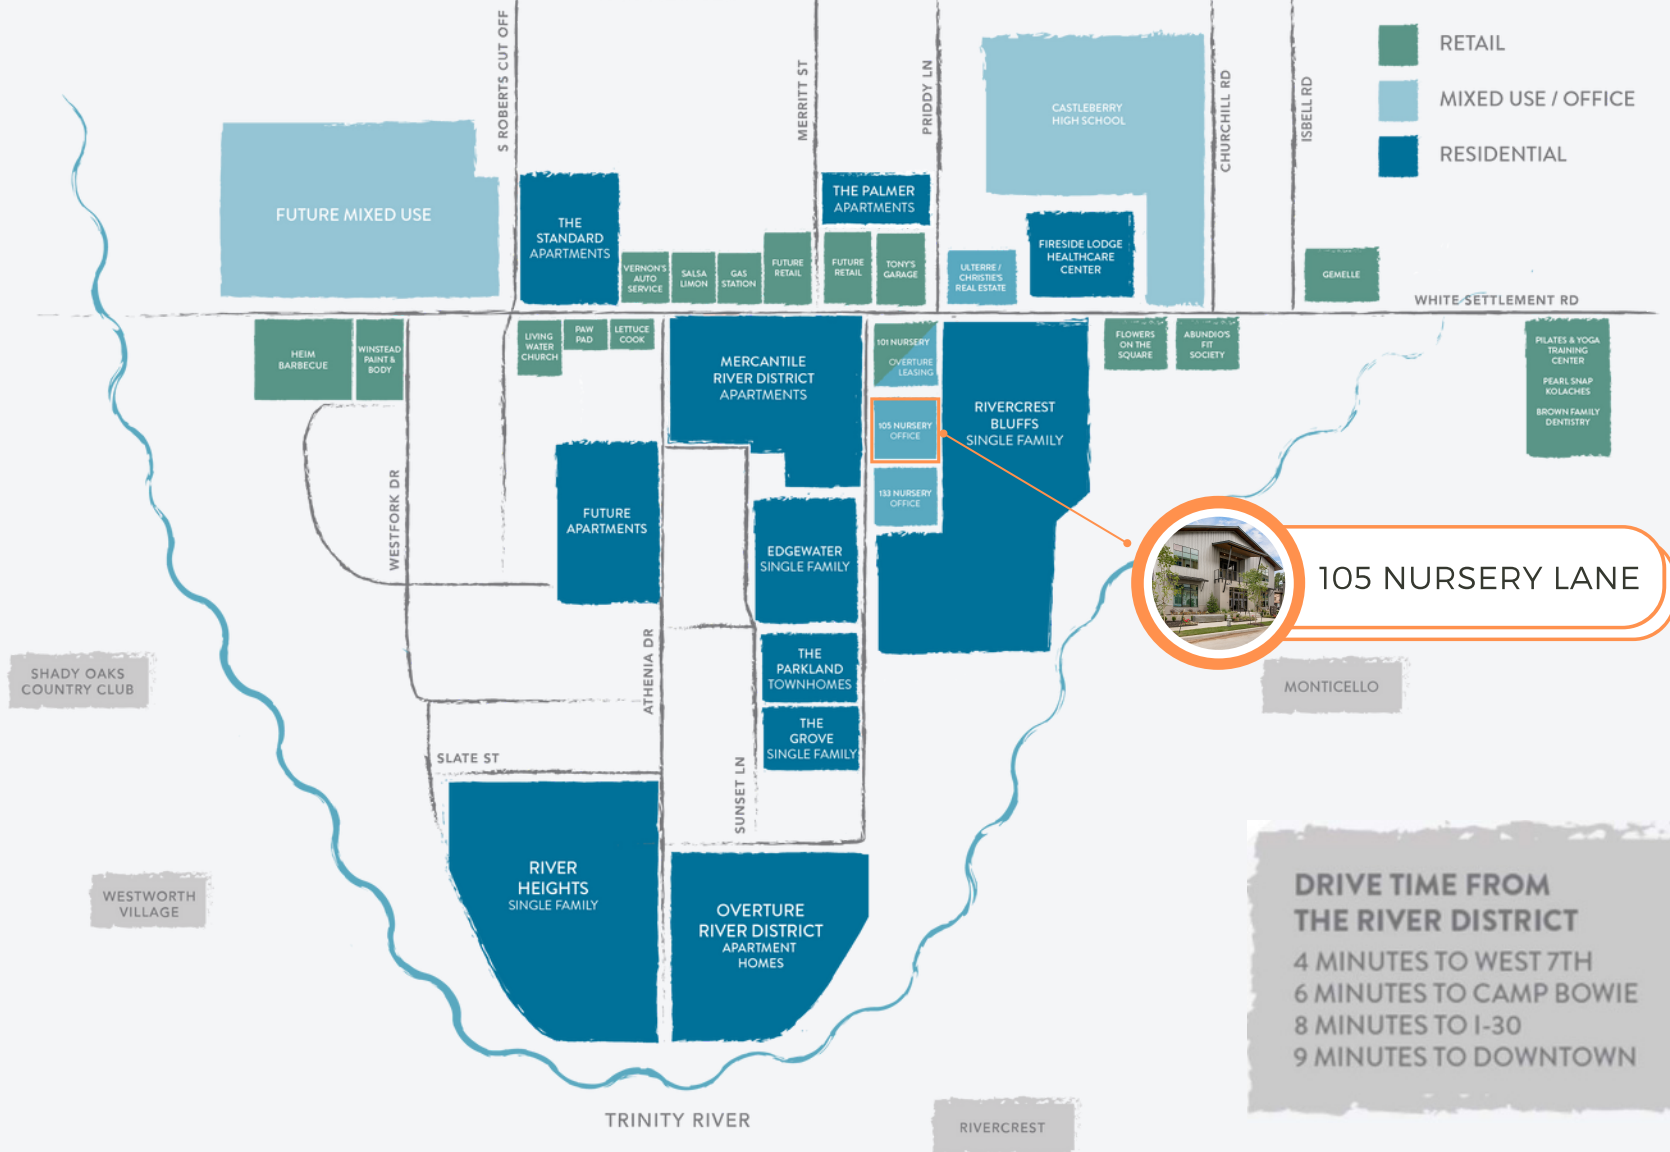 S ROBERTS CUT OFF
MERRITT ST
PRIDDY LN
CHURCHILL RD
ISBELL RD
RETAIL
MIXED USE / OFFICE
RESIDENTIAL
CASTLEBERRY
HIGH SCHOOL
FUTURE MIXED USE
THE
STANDARD
APARTMENTS
THE PALMER
APARTMENTS
VERNON'S
AUTO
SERVICE
SALSA
LIMON
GAS
STATION
FUTURE
RETAIL
FUTURE
RETAIL
TONY'S
GARAGE
ULTERRE /
CHRISTIE'S
REAL ESTATE
FIRESIDE LODGE
HEALTHCARE
CENTER
GEMELLE
WHITE SETTLEMENT RD
HEIM
BARBECUE
WINSTEAD
PAINT &
BODY
LIVING
WATER
CHURCH
PAW
PAD
LETTUCE
COOK
MERCANTILE
RIVER DISTRICT
APARTMENTS
101 NURSERY
OVERTURE
LEASING
105 NURSERY
OFFICE
133 NURSERY
OFFICE
RIVERCREST
BLUFFS
SINGLE FAMILY
FLOWERS
ON THE
SQUARE
ABUNDIO'S
FIT
SOCIETY
PILATES & YOGA
TRAINING
CENTER
PEARL SNAP
KOLACHES
BROWN FAMILY
DENTISTRY
WESTFORK DR
FUTURE
APARTMENTS
EDGEWATER
SINGLE FAMILY
105 NURSERY LANE
SHADY OAKS
COUNTRY CLUB
ATHENIA DR
THE
PARKLAND
TOWNHOMES
MONTICELLO
THE
GROVE
SINGLE FAMILY
SLATE ST
SUNSET LN
WESTWORTH
VILLAGE
RIVER
HEIGHTS
SINGLE FAMILY
OVERTURE
RIVER DISTRICT
APARTMENT
HOMES
DRIVE TIME FROM
THE RIVER DISTRICT
4 MINUTES TO WEST 7TH
6 MINUTES TO CAMP BOWIE
8 MINUTES TO I-30
9 MINUTES TO DOWNTOWN
TRINITY RIVER
RIVERCREST